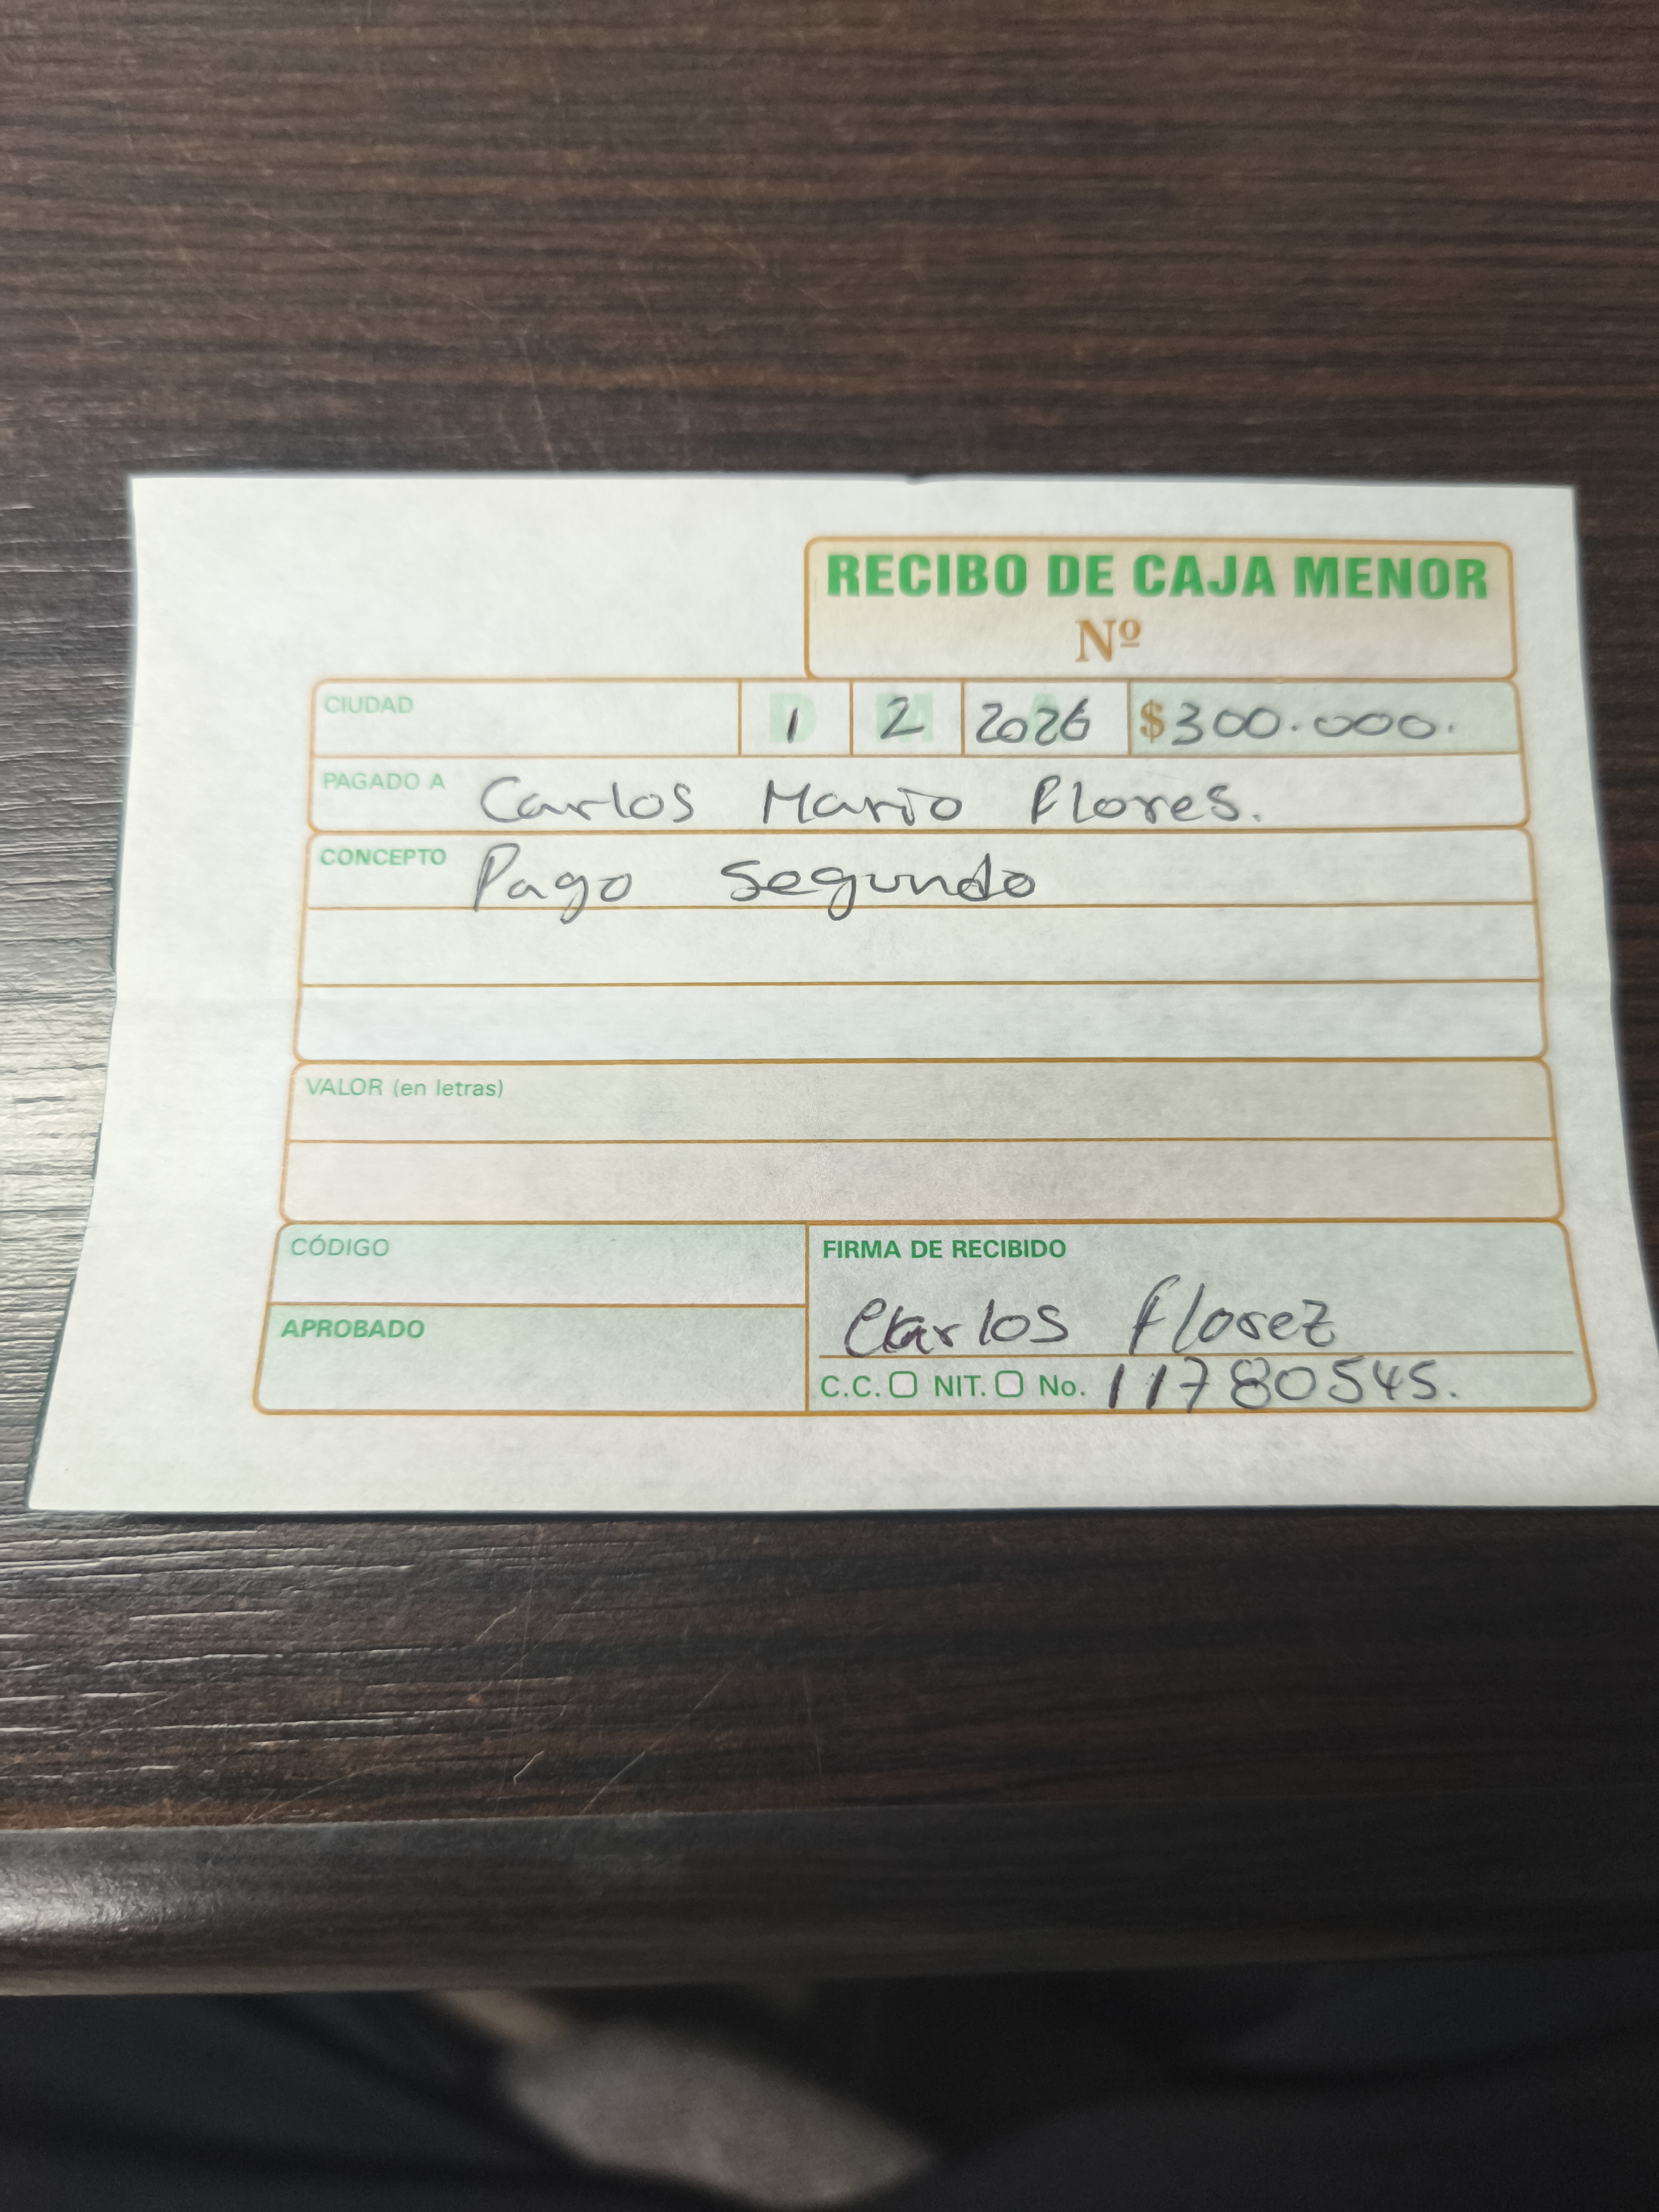 RECIBO DE CAJA MENOR
Nº
CIUDAD D 1 M 2 A 2026 $300.000.
PAGADO A Carlos Mario Flores.
CONCEPTO Pago Segundo
VALOR (en letras)
CÓDIGO
FIRMA DE RECIBIDO
APROBADO
Carlos Florez
C.C. NIT. No. 11780545.